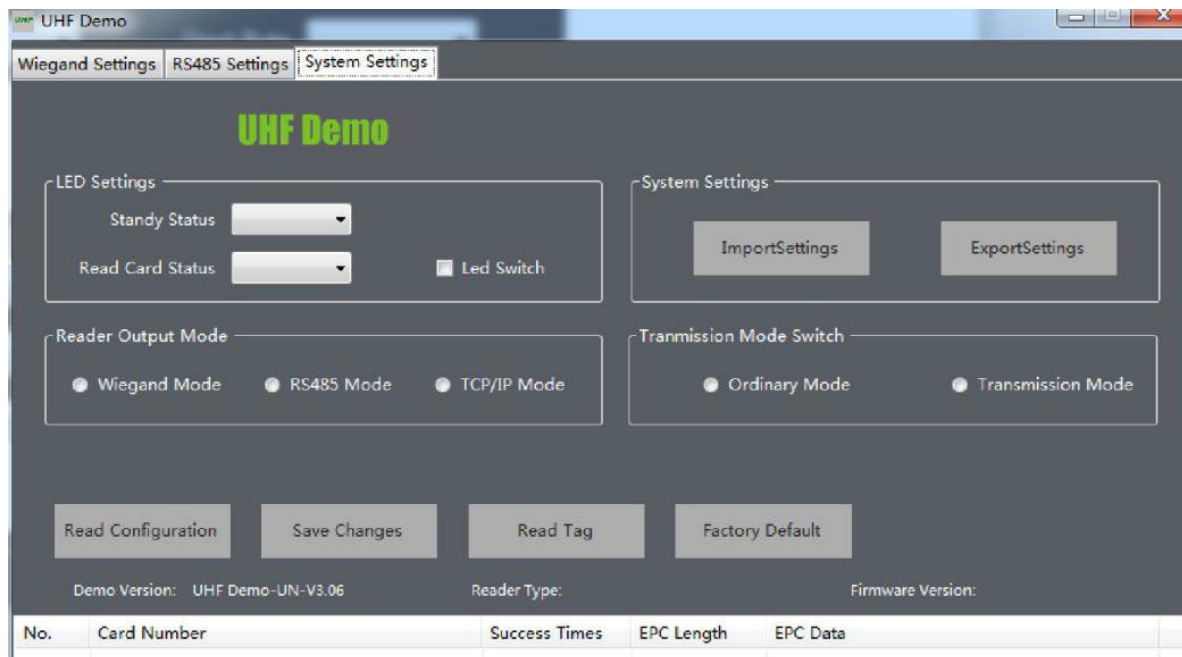 UHF Demo
Wiegand Settings RS485 Settings System Settings
UHF Demo
LED Settings
Standy Status
Read Card Status
Led Switch
System Settings
ImportSettings ExportSettings
Reader Output Mode
Wiegand Mode RS485 Mode TCP/IP Mode
Tranmission Mode Switch
Ordinary Mode Transmission Mode
Read Configuration Save Changes Read Tag Factory Default
Demo Version: UHF Demo-UN-V3.06 Reader Type: Firmware Version:
No. Card Number Success Times EPC Length EPC Data